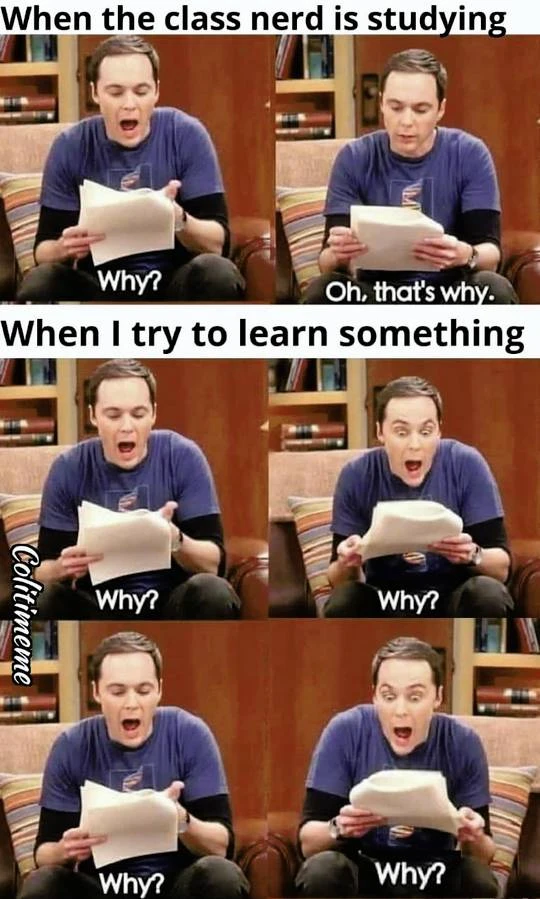 When the class nerd is studying
Why?
Oh, that's why.
When I try to learn something
Why?
Why?
Colitimeme
Why?
Why?